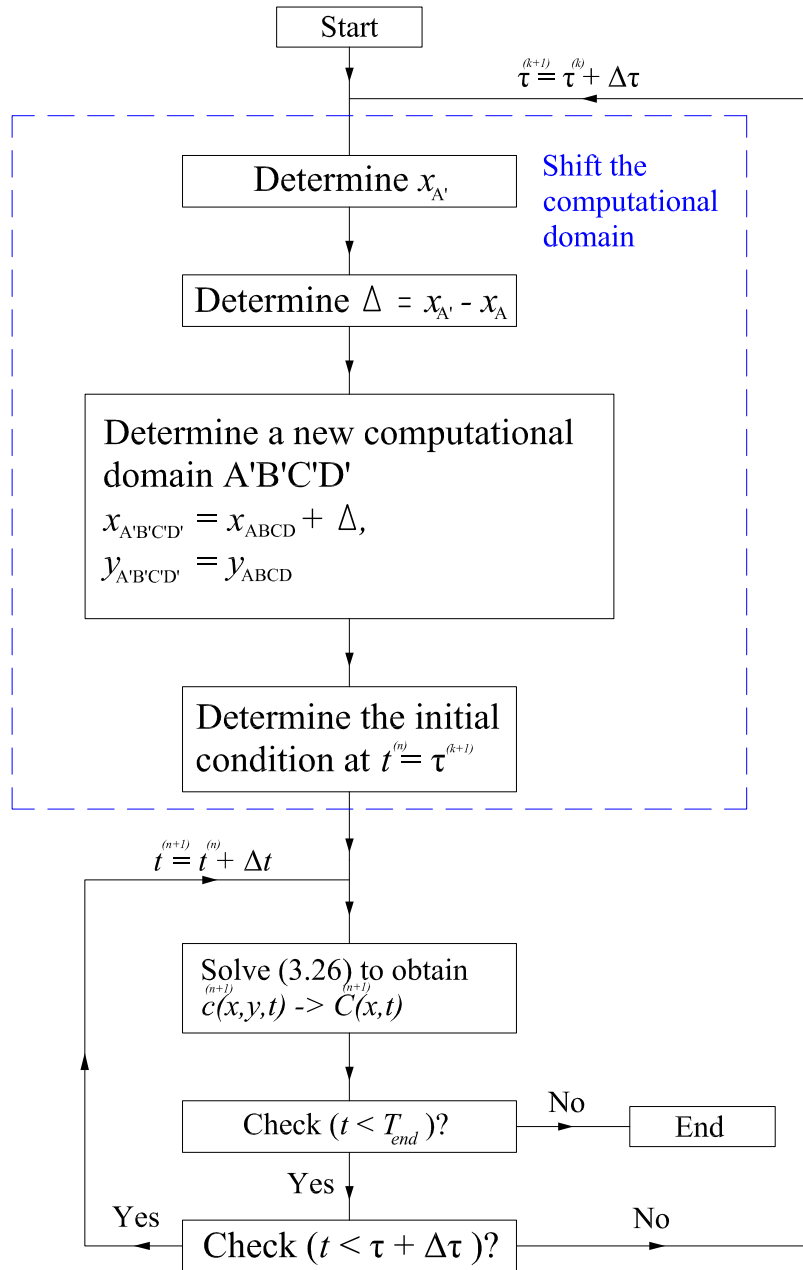 Start
τ^(k+1) = τ^(k) + Δτ
Shift the
computational
domain
Determine x_A'
Determine Δ = x_A' - x_A
Determine a new computational
domain A'B'C'D'
x_A'B'C'D' = x_ABCD + Δ,
y_A'B'C'D' = y_ABCD
Determine the initial
condition at t^(n) = τ^(k+1)
t^(n+1) = t^(n) + Δt
Solve (3.26) to obtain
c^(n+1)(x,y,t) -> C^(n+1)(x,t)
Check (t < T_end)?
No
End
Yes
Yes
Check (t < τ + Δτ)?
No